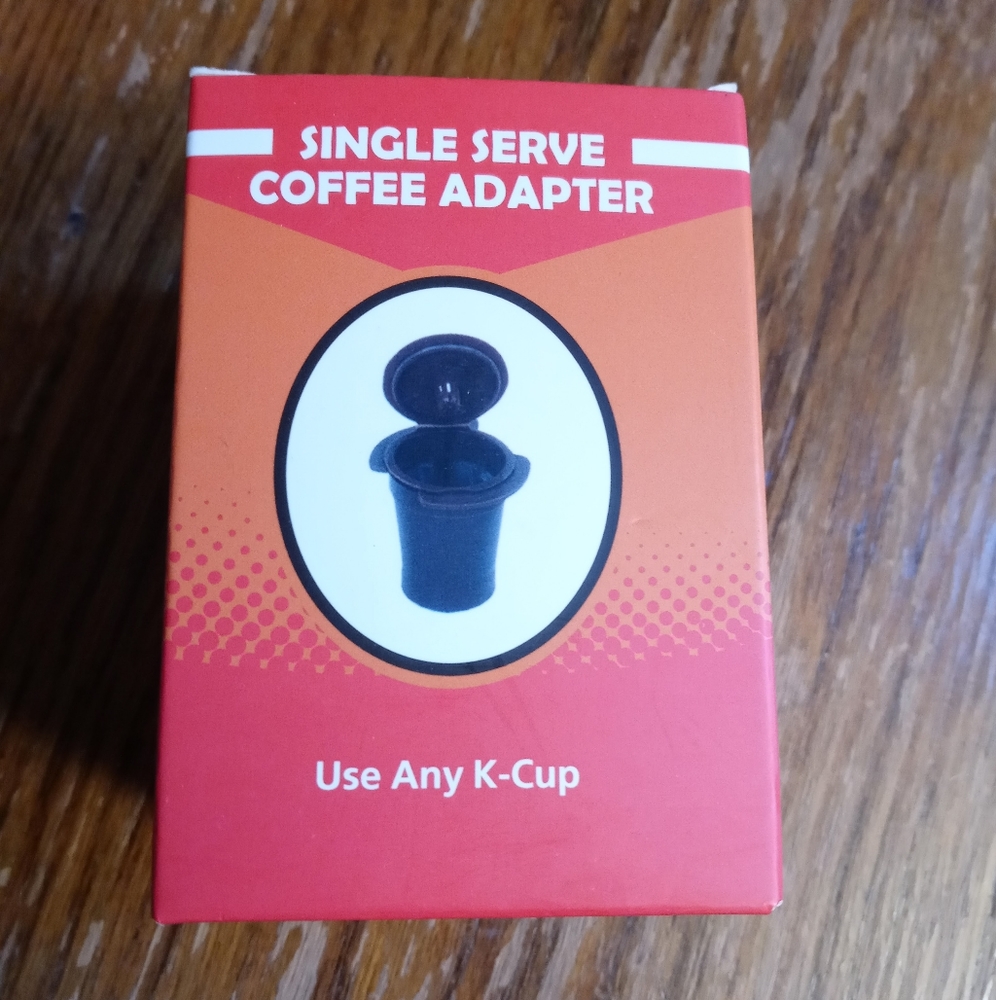 SINGLE SERVE
COFFEE ADAPTER
Use Any K-Cup